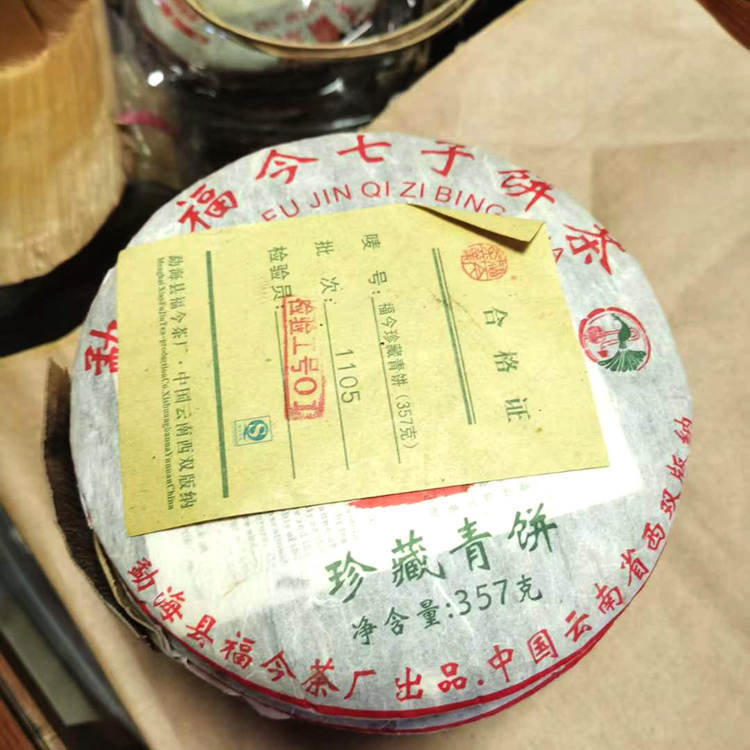 福今七子饼茶
FU JIN QI ZI BING
合格证
唛号:福今珍藏青饼(357克)
批次:1105
检验员:检验工号01
勐海县福今茶厂·中国云南西双版纳
珍藏青饼
净含量:357克
勐海县福今茶厂出品.中国云南省西双版纳